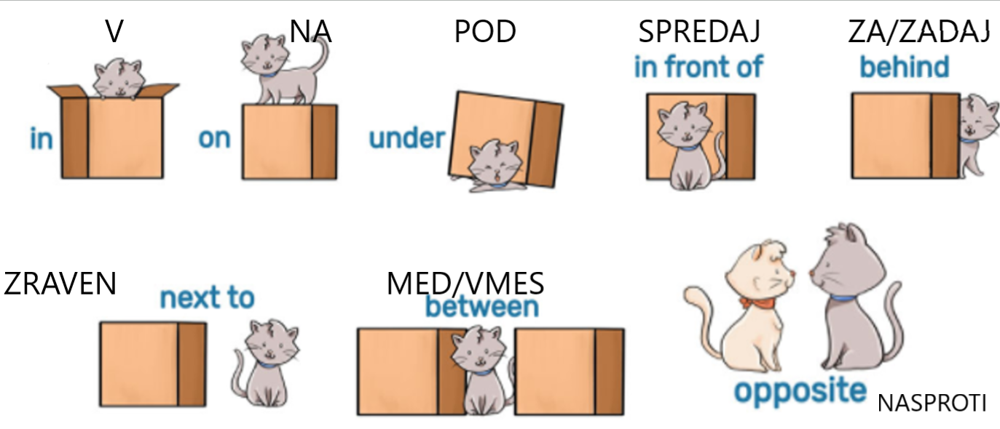 V
NA
POD
SPREDAJ
ZA/ZADAJ
in front of
behind
in
on
under
ZRAVEN
MED/VMES
next to
between
opposite
NASPROTI